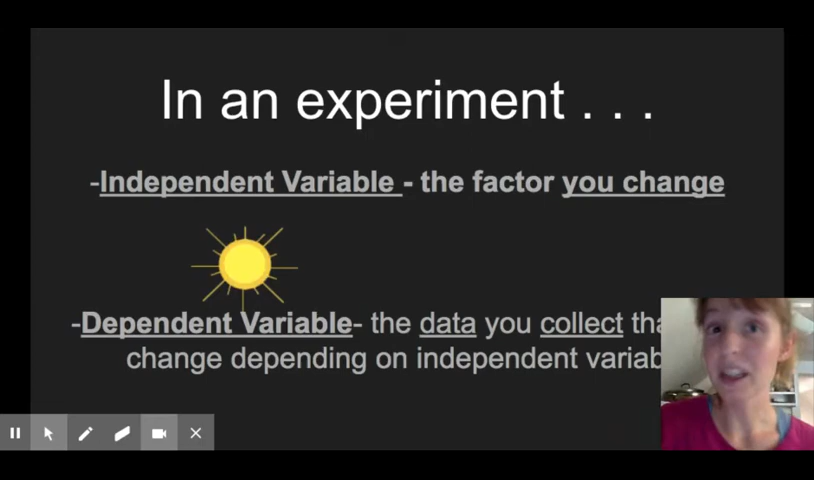 In an experiment . . .
-Independent Variable - the factor you change
-Dependent Variable- the data you collect
change depending on independent